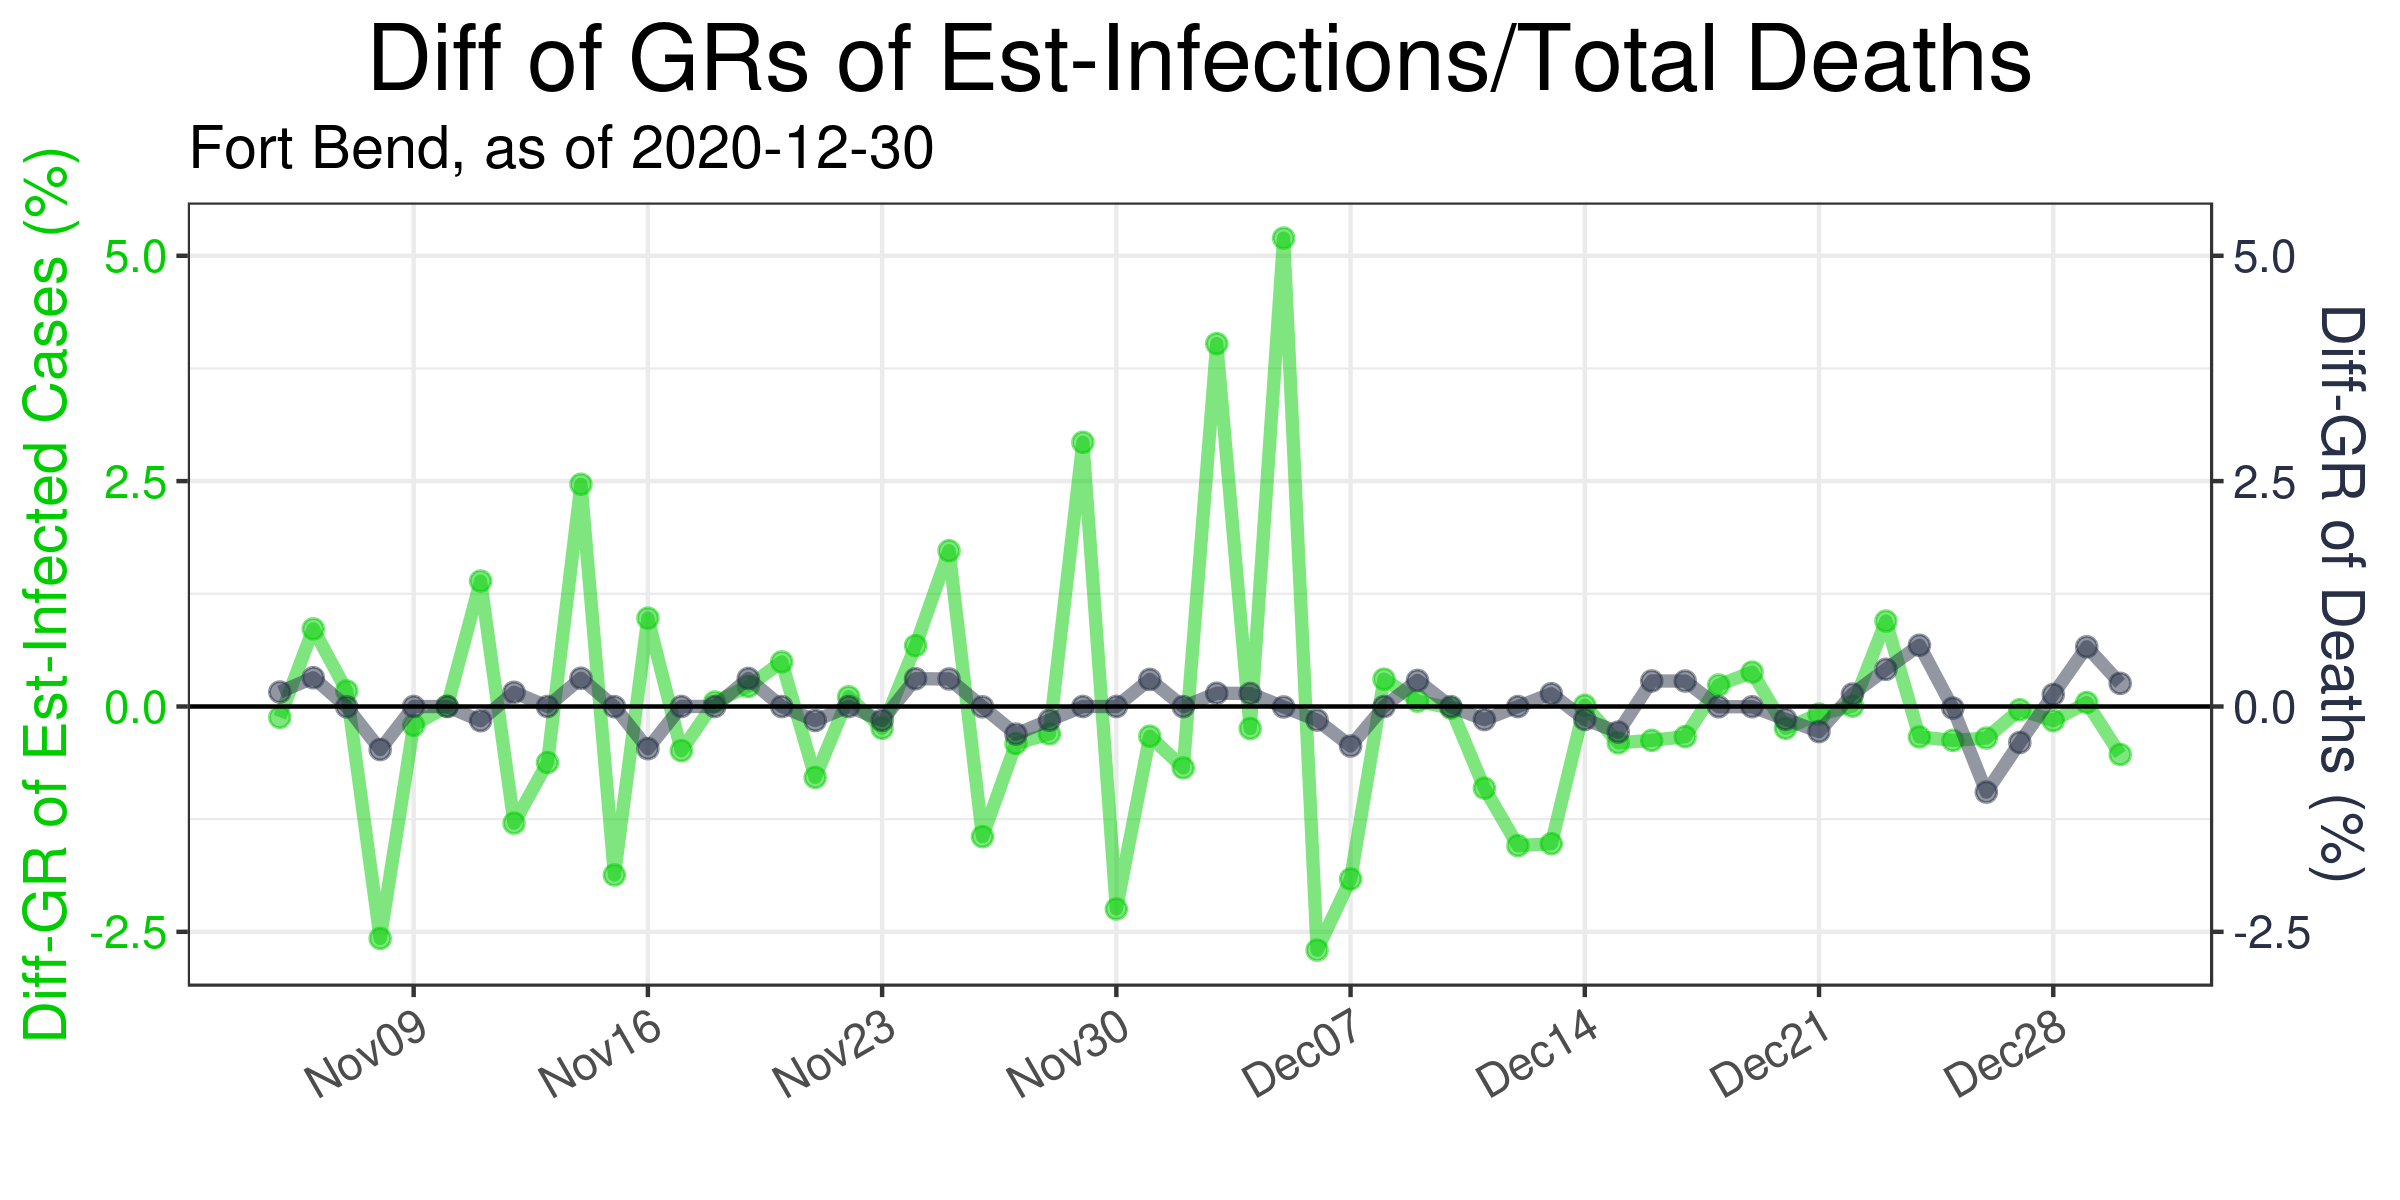 Diff of GRs of Est-Infections/Total Deaths
Fort Bend, as of 2020-12-30
Diff-GR of Est-Infected Cases (%)
5.0
2.5
0.0
-2.5
5.0
2.5
0.0
-2.5
Diff-GR of Deaths (%)
Nov09
Nov16
Nov23
Nov30
Dec07
Dec14
Dec21
Dec28